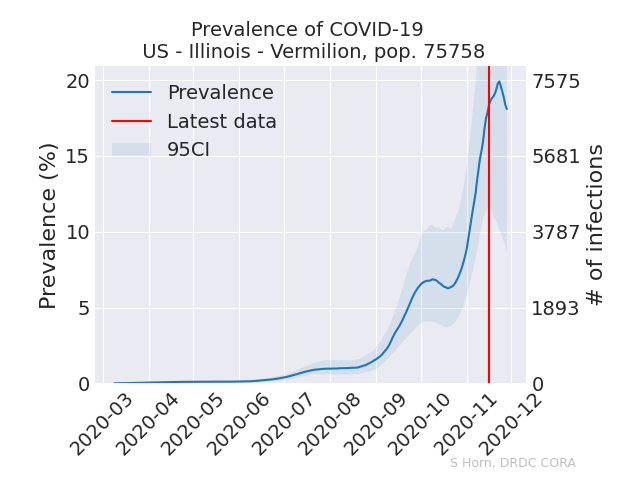 Prevalence of COVID-19
US - Illinois - Vermilion, pop. 75758
Prevalence
Latest data
95CI
Prevalence (%)
20
15
10
5
0
7575
5681
3787
1893
0
# of infections
2020-03
2020-04
2020-05
2020-06
2020-07
2020-08
2020-09
2020-10
2020-11
2020-12
S Horn, DRDC CORA